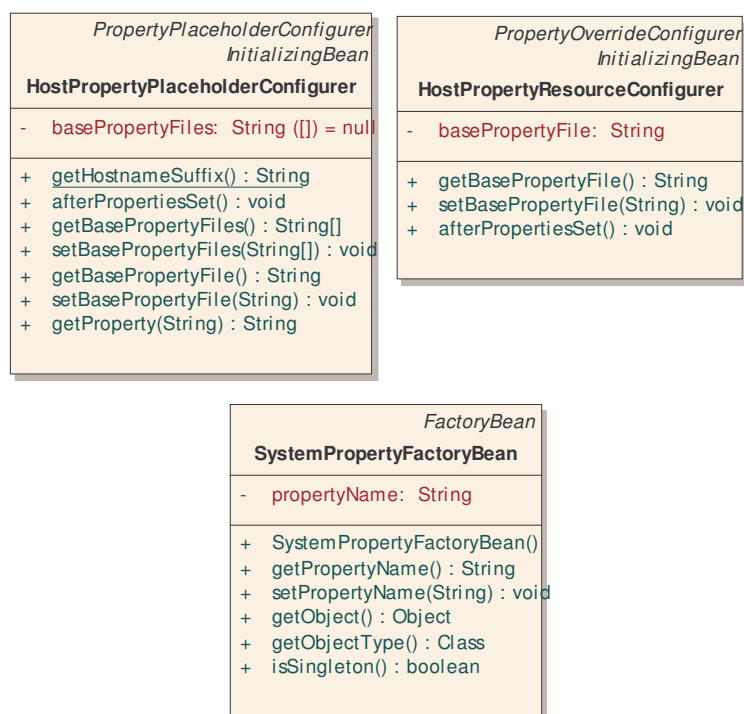 PropertyPlaceholderConfigurer
InitializingBean
HostPropertyPlaceholderConfigurer
- basePropertyFiles: String ([]) = null
+ getHostnameSuffix() : String
+ afterPropertiesSet() : void
+ getBasePropertyFiles() : String[]
+ setBasePropertyFiles(String[]) : void
+ getBasePropertyFile() : String
+ setBasePropertyFile(String) : void
+ getProperty(String) : String
PropertyOverrideConfigurer
InitializingBean
HostPropertyResourceConfigurer
- basePropertyFile: String
+ getBasePropertyFile() : String
+ setBasePropertyFile(String) : void
+ afterPropertiesSet() : void
FactoryBean
SystemPropertyFactoryBean
- propertyName: String
+ SystemPropertyFactoryBean()
+ getPropertyName() : String
+ setPropertyName(String) : void
+ getObject() : Object
+ getObjectType() : Class
+ isSingleton() : boolean